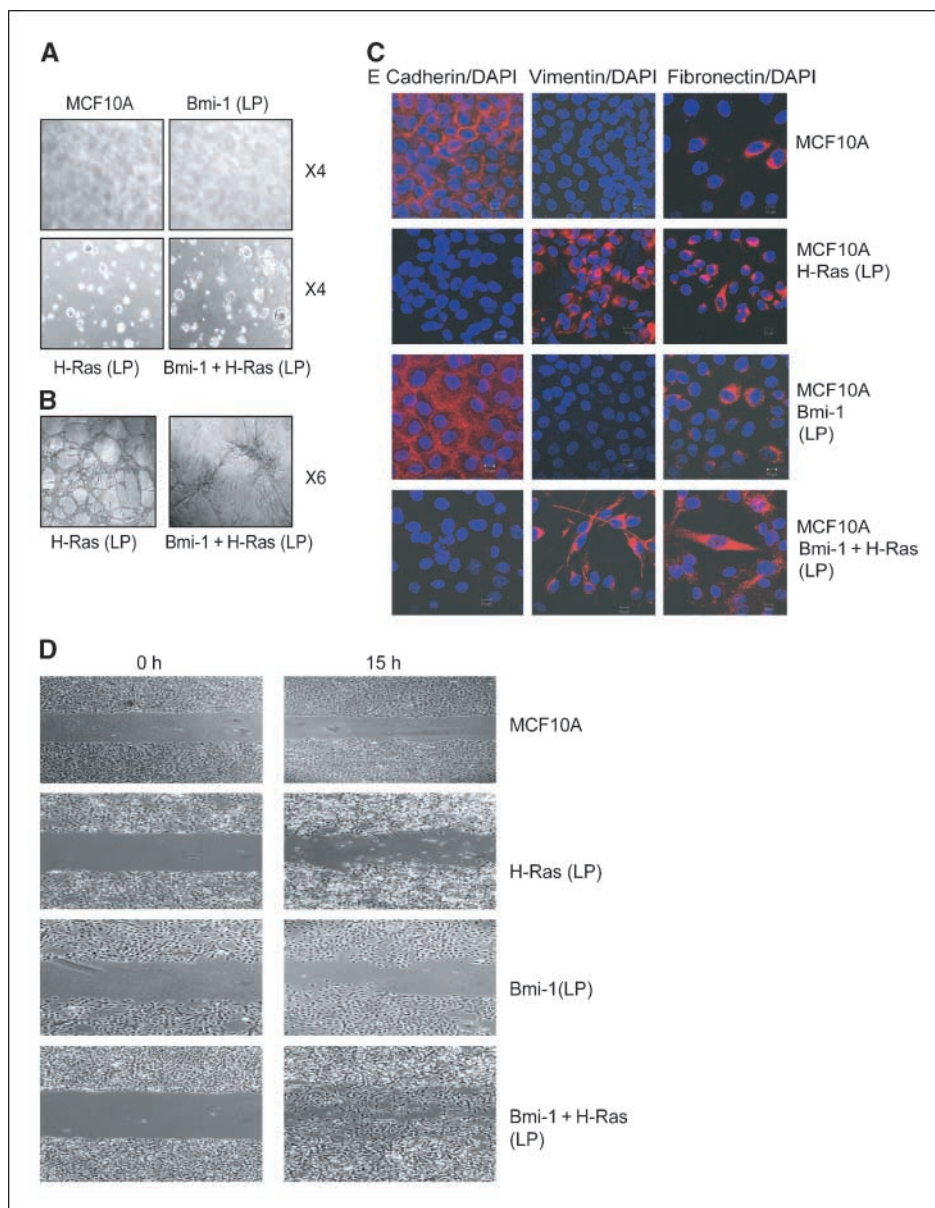 A
MCF10A Bmi-1 (LP)
X4
X4
H-Ras (LP) Bmi-1 + H-Ras (LP)
B
X6
H-Ras (LP) Bmi-1 + H-Ras (LP)
C
E Cadherin/DAPI Vimentin/DAPI Fibronectin/DAPI
MCF10A
MCF10A
H-Ras (LP)
MCF10A
Bmi-1
(LP)
MCF10A
Bmi-1 + H-Ras
(LP)
D
0 h 15 h
MCF10A
H-Ras (LP)
Bmi-1(LP)
Bmi-1 + H-Ras
(LP)